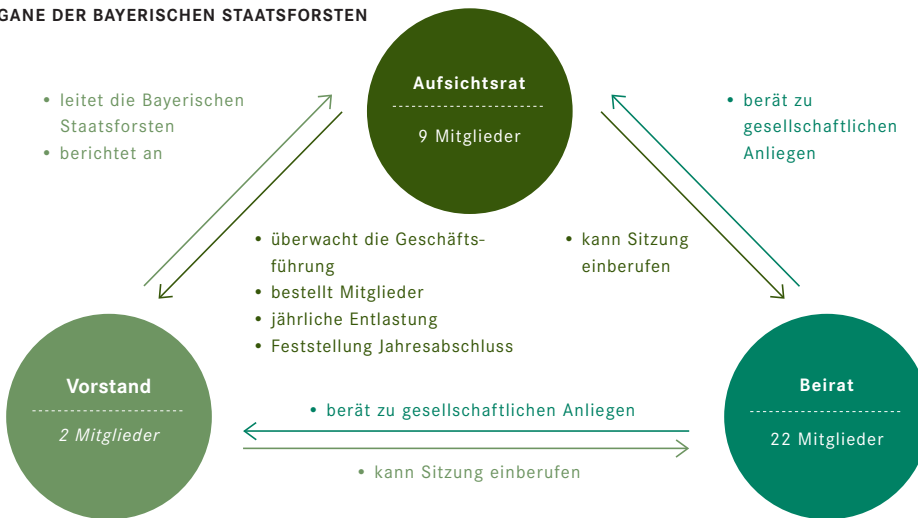 GANE DER BAYERISCHEN STAATSFORSTEN
Aufsichtsrat
9 Mitglieder
• leitet die Bayerischen
Staatsforsten
• berichtet an
• berät zu
gesellschaftlichen
Anliegen
• überwacht die Geschäfts-
führung
• bestellt Mitglieder
• jährliche Entlastung
• Feststellung Jahresabschluss
• kann Sitzung
einberufen
Vorstand
2 Mitglieder
• berät zu gesellschaftlichen Anliegen
• kann Sitzung einberufen
Beirat
22 Mitglieder